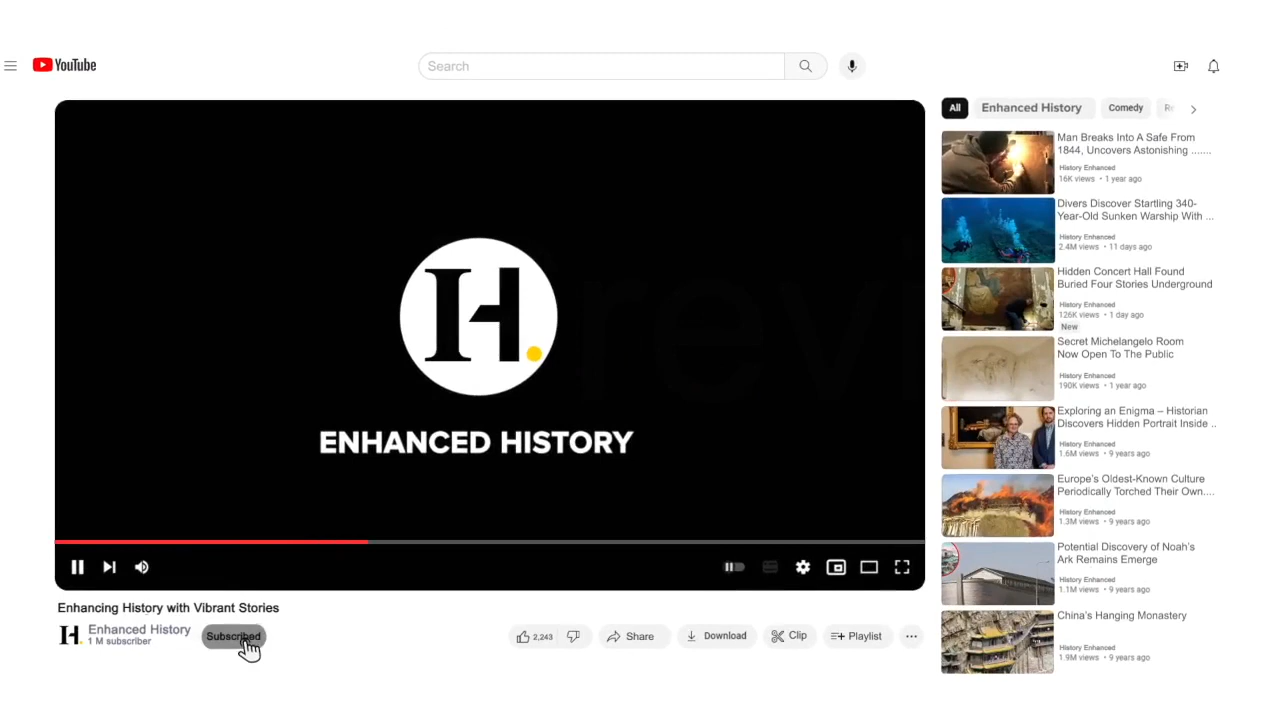 YouTube
Search
All
Enhanced History
Comedy
Re
ENHANCED HISTORY
Enhancing History with Vibrant Stories
Enhanced History
1 M subscriber
Subscribed
2,243
Share
Download
Clip
Playlist
Man Breaks Into A Safe From
1844, Uncovers Astonishing .......
History Enhanced
16K views • 1 year ago
Divers Discover Startling 340-
Year-Old Sunken Warship With ...
History Enhanced
2.4M views • 11 days ago
Hidden Concert Hall Found
Buried Four Stories Underground
History Enhanced
126K views • 1 day ago
New
Secret Michelangelo Room
Now Open To The Public
History Enhanced
190K views • 1 year ago
Exploring an Enigma – Historian
Discovers Hidden Portrait Inside ..
History Enhanced
1.6M views • 9 years ago
Europe's Oldest-Known Culture
Periodically Torched Their Own....
History Enhanced
1.3M views • 9 years ago
Potential Discovery of Noah's
Ark Remains Emerge
History Enhanced
1.1M views • 9 years ago
China's Hanging Monastery
History Enhanced
1.9M views • 9 years ago